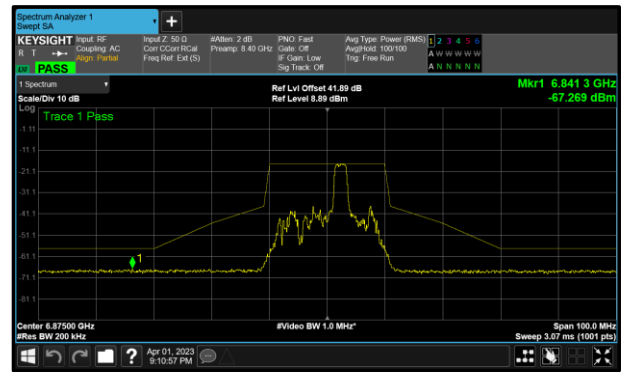 Spectrum Analyzer 1
Swept SA
+
KEYSIGHT Input: RF Input Z: 50 Ω #Atten: 2 dB PNO: Fast Avg Type: Power (RMS) 1 2 3 4 5 6
R T Coupling: AC Corr CCorr RCal Preamp: 8.40 GHz Gate: Off Avg|Hold: 100/100 A W W W W W
Align: Partial Freq Ref: Ext (S) IF Gain: Low Trig: Free Run
PASS Sig Track: Off A N N N N N
1 Spectrum Ref Lvl Offset 41.89 dB Mkr1 6.841 3 GHz
Scale/Div 10 dB Ref Level 8.89 dBm -67.269 dBm
Log
Trace 1 Pass
-1.11
-11.1
-21.1
-31.1
-41.1
-51.1
-61.1
1
-71.1
-81.1
Center 6.87500 GHz #Video BW 1.0 MHz* Span 100.0 MHz
#Res BW 200 kHz Sweep 3.07 ms (1001 pts)
? Apr 01, 2023
9:10:57 PM